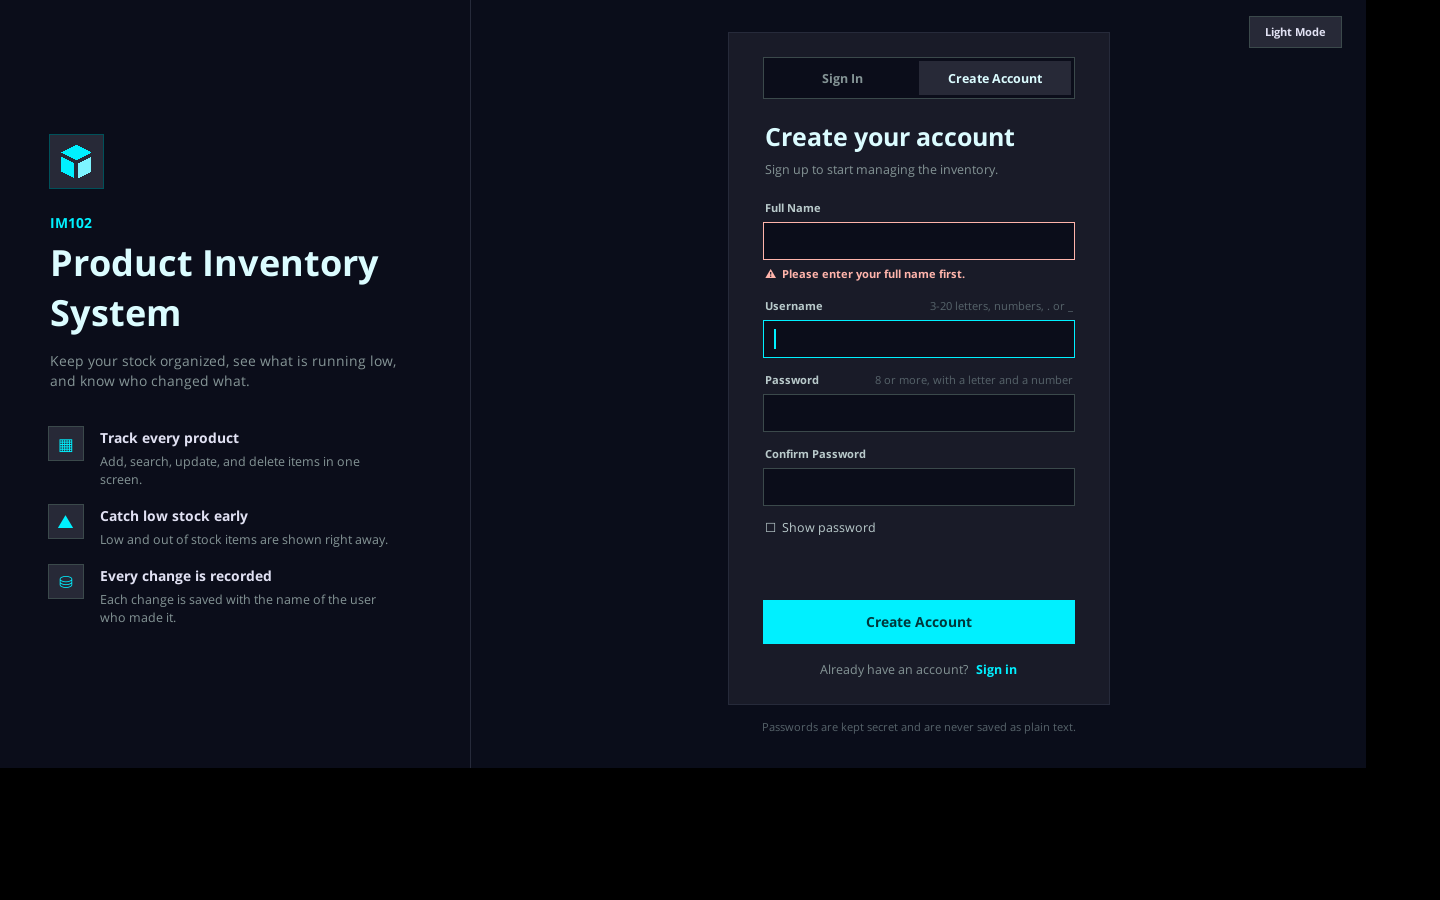 Light Mode
IM102
Product Inventory
System
Keep your stock organized, see what is running low,
and know who changed what.
Track every product
Add, search, update, and delete items in one
screen.
Catch low stock early
Low and out of stock items are shown right away.
Every change is recorded
Each change is saved with the name of the user
who made it.
Sign In
Create Account
Create your account
Sign up to start managing the inventory.
Full Name
⚠ Please enter your full name first.
Username
3-20 letters, numbers, . or _
Password
8 or more, with a letter and a number
Confirm Password
☐ Show password
Create Account
Already have an account? Sign in
Passwords are kept secret and are never saved as plain text.